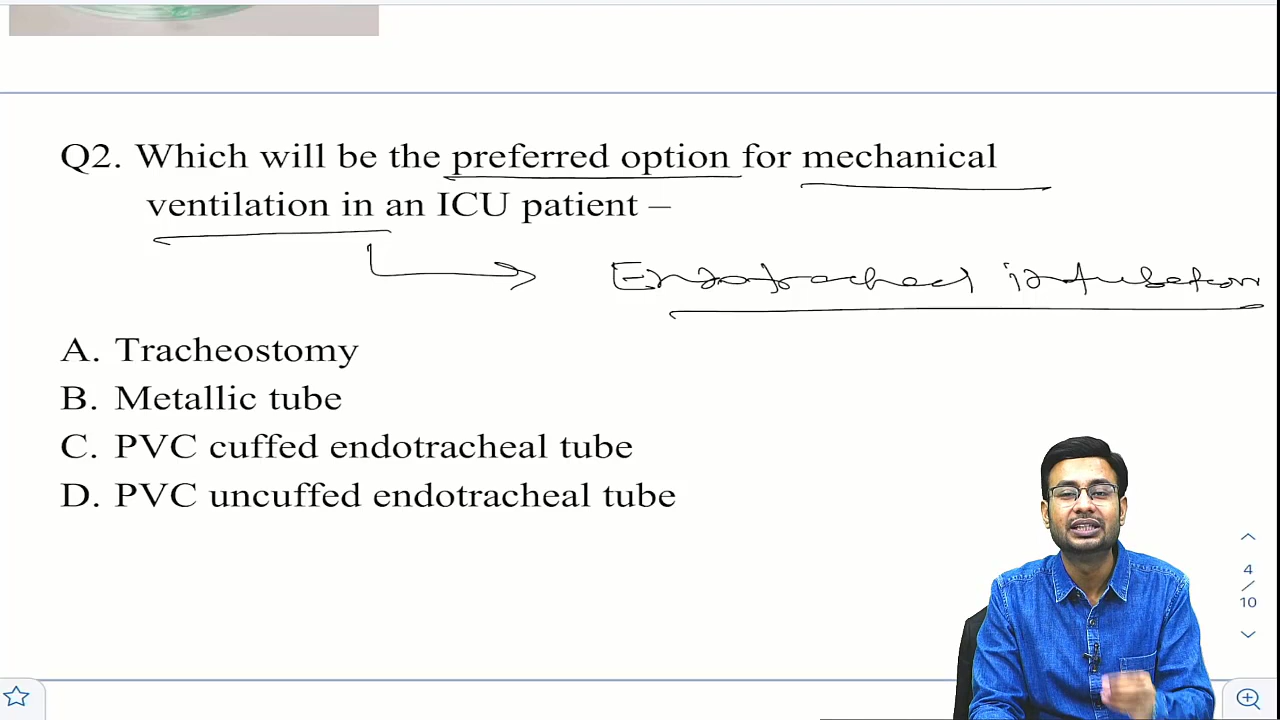 Q2. Which will be the preferred option for mechanical
ventilation in an ICU patient –
Endotracheal intubation
A. Tracheostomy
B. Metallic tube
C. PVC cuffed endotracheal tube
D. PVC uncuffed endotracheal tube
4
/
10